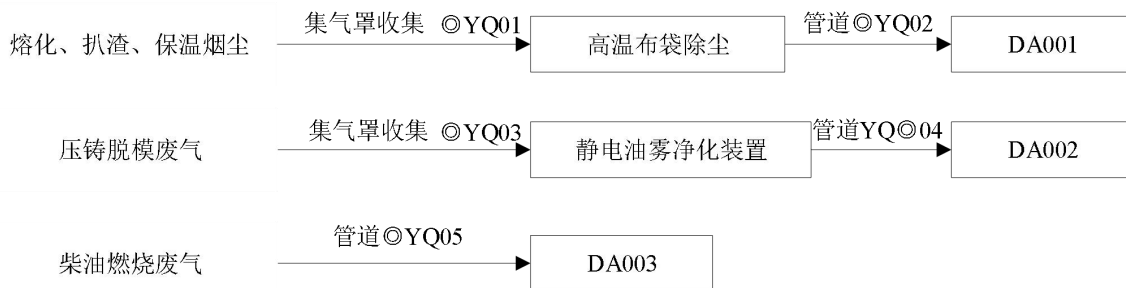 集气罩收集 ◎YQ01
管道◎YQ02
熔化、扒渣、保温烟尘
高温布袋除尘
DA001
集气罩收集 ◎YQ03
管道YQ◎04
压铸脱模废气
静电油雾净化装置
DA002
管道◎YQ05
柴油燃烧废气
DA003